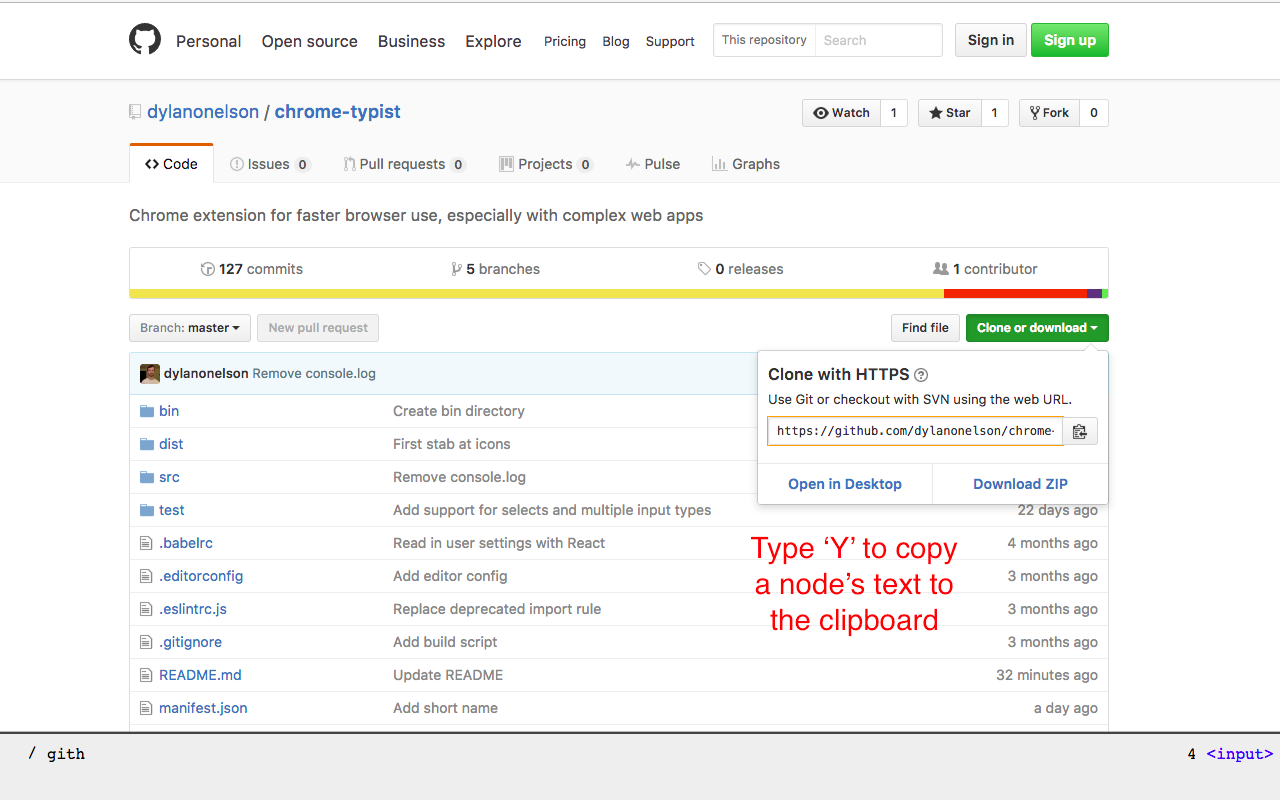 Personal Open source Business Explore Pricing Blog Support This repository Search Sign in Sign up
dylanonelson / chrome-typist Watch 1 Star 1 Fork 0
Code Issues 0 Pull requests 0 Projects 0 Pulse Graphs
Chrome extension for faster browser use, especially with complex web apps
127 commits 5 branches 0 releases 1 contributor
Branch: master New pull request Find file Clone or download
dylanonelson Remove console.log
Clone with HTTPS ?
Use Git or checkout with SVN using the web URL.
https://github.com/dylanonelson/chrome-
Open in Desktop Download ZIP
bin Create bin directory
dist First stab at icons
src Remove console.log
test Add support for selects and multiple input types 22 days ago
.babelrc Read in user settings with React 4 months ago
.editorconfig Add editor config 3 months ago
.eslintrc.js Replace deprecated import rule 3 months ago
.gitignore Add build script 3 months ago
README.md Update README 32 minutes ago
manifest.json Add short name a day ago
Type ‘Y’ to copy
a node’s text to
the clipboard
/ gith 4 <input>